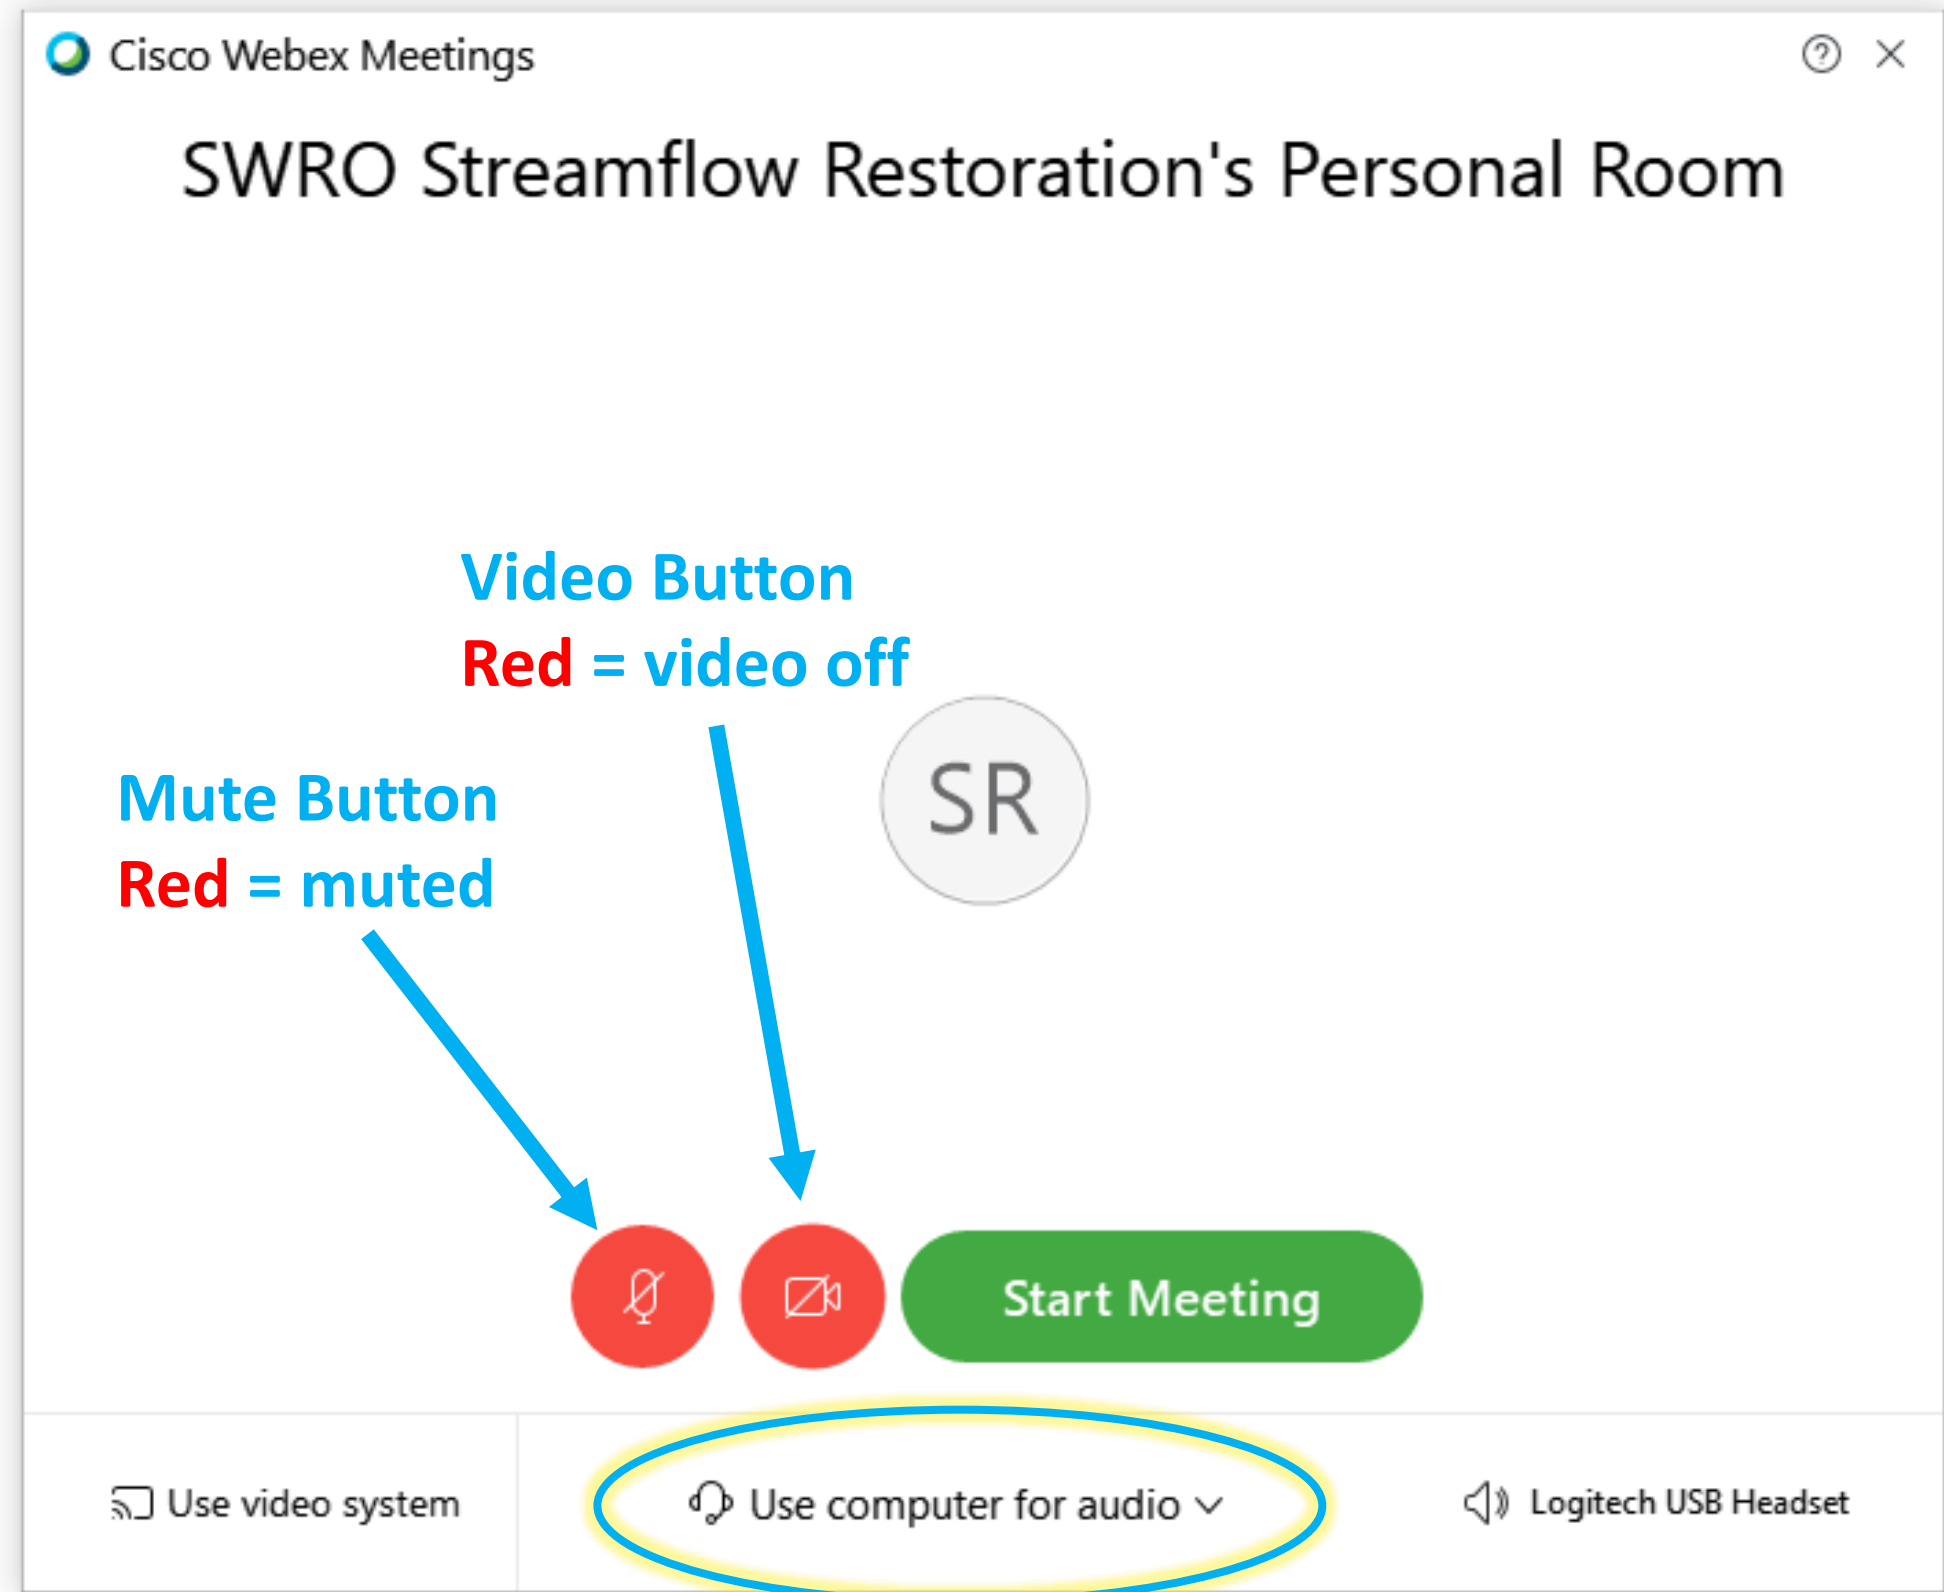 Cisco Webex Meetings
SWRO Streamflow Restoration's Personal Room
Video Button
Red = video off
SR
Mute Button
Red = muted
Start Meeting
Use video system
Use computer for audio
Logitech USB Headset